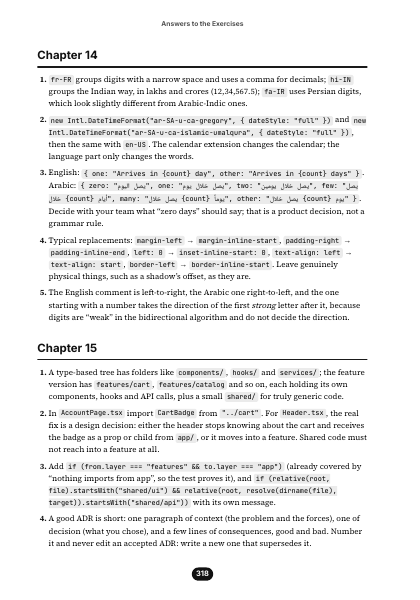 Answers to the Exercises
Chapter 14
1. fr-FR groups digits with a narrow space and uses a comma for decimals; hi-IN
groups the Indian way, in lakhs and crores (12,34,567.5); fa-IR uses Persian digits,
which look slightly different from Arabic-Indic ones.
2. new Intl.DateTimeFormat("ar-SA-u-ca-gregory", { dateStyle: "full" }) and new
Intl.DateTimeFormat("ar-SA-u-ca-islamic-umalqura", { dateStyle: "full" }),
then the same with en-US. The calendar extension changes the calendar; the
language part only changes the words.
3. English: { one: "Arrives in {count} day", other: "Arrives in {count} days" }.
Arabic: { zero: "يصل اليوم", one: "يصل خلال يوم", two: "يصل خلال يومين", few: "يصل
خلال {count} أيام", many: "يصل خلال {count} يوماً", other: "يصل خلال {count} يوم" }.
Decide with your team what “zero days” should say; that is a product decision, not a
grammar rule.
4. Typical replacements: margin-left → margin-inline-start, padding-right →
padding-inline-end, left: 0 → inset-inline-start: 0, text-align: left →
text-align: start, border-left → border-inline-start. Leave genuinely
physical things, such as a shadow’s offset, as they are.
5. The English comment is left-to-right, the Arabic one right-to-left, and the one
starting with a number takes the direction of the first strong letter after it, because
digits are “weak” in the bidirectional algorithm and do not decide the direction.
Chapter 15
1. A type-based tree has folders like components/, hooks/ and services/; the feature
version has features/cart, features/catalog and so on, each holding its own
components, hooks and API calls, plus a small shared/ for truly generic code.
2. In AccountPage.tsx import CartBadge from "../cart". For Header.tsx, the real
fix is a design decision: either the header stops knowing about the cart and receives
the badge as a prop or child from app/, or it moves into a feature. Shared code must
not reach into a feature at all.
3. Add if (from.layer === "features" && to.layer === "app") (already covered by
“nothing imports from app”, so the test proves it), and if (relative(root,
file).startsWith("shared/ui") && relative(root, resolve(dirname(file),
target)).startsWith("shared/api")) with its own message.
4. A good ADR is short: one paragraph of context (the problem and the forces), one of
decision (what you chose), and a few lines of consequences, good and bad. Number
it and never edit an accepted ADR: write a new one that supersedes it.
318